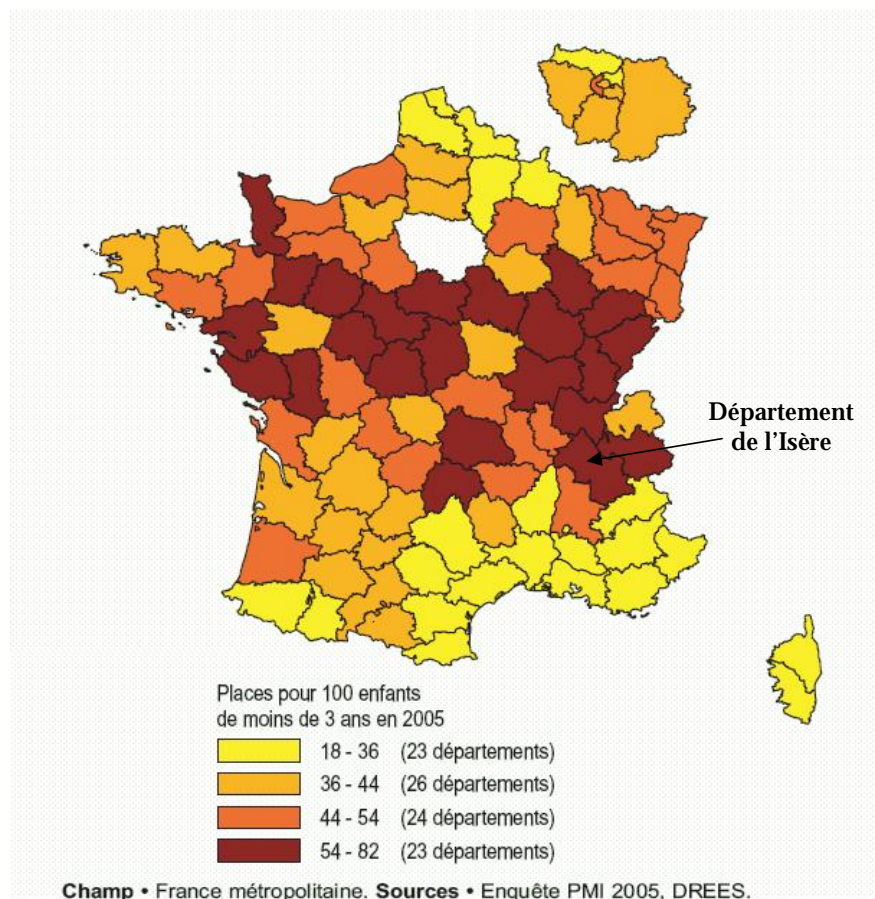 Département
de l'Isère
Places pour 100 enfants
de moins de 3 ans en 2005
18 - 36 (23 départements)
36 - 44 (26 départements)
44 - 54 (24 départements)
54 - 82 (23 départements)
Champ • France métropolitaine. Sources • Enquête PMI 2005, DREES.